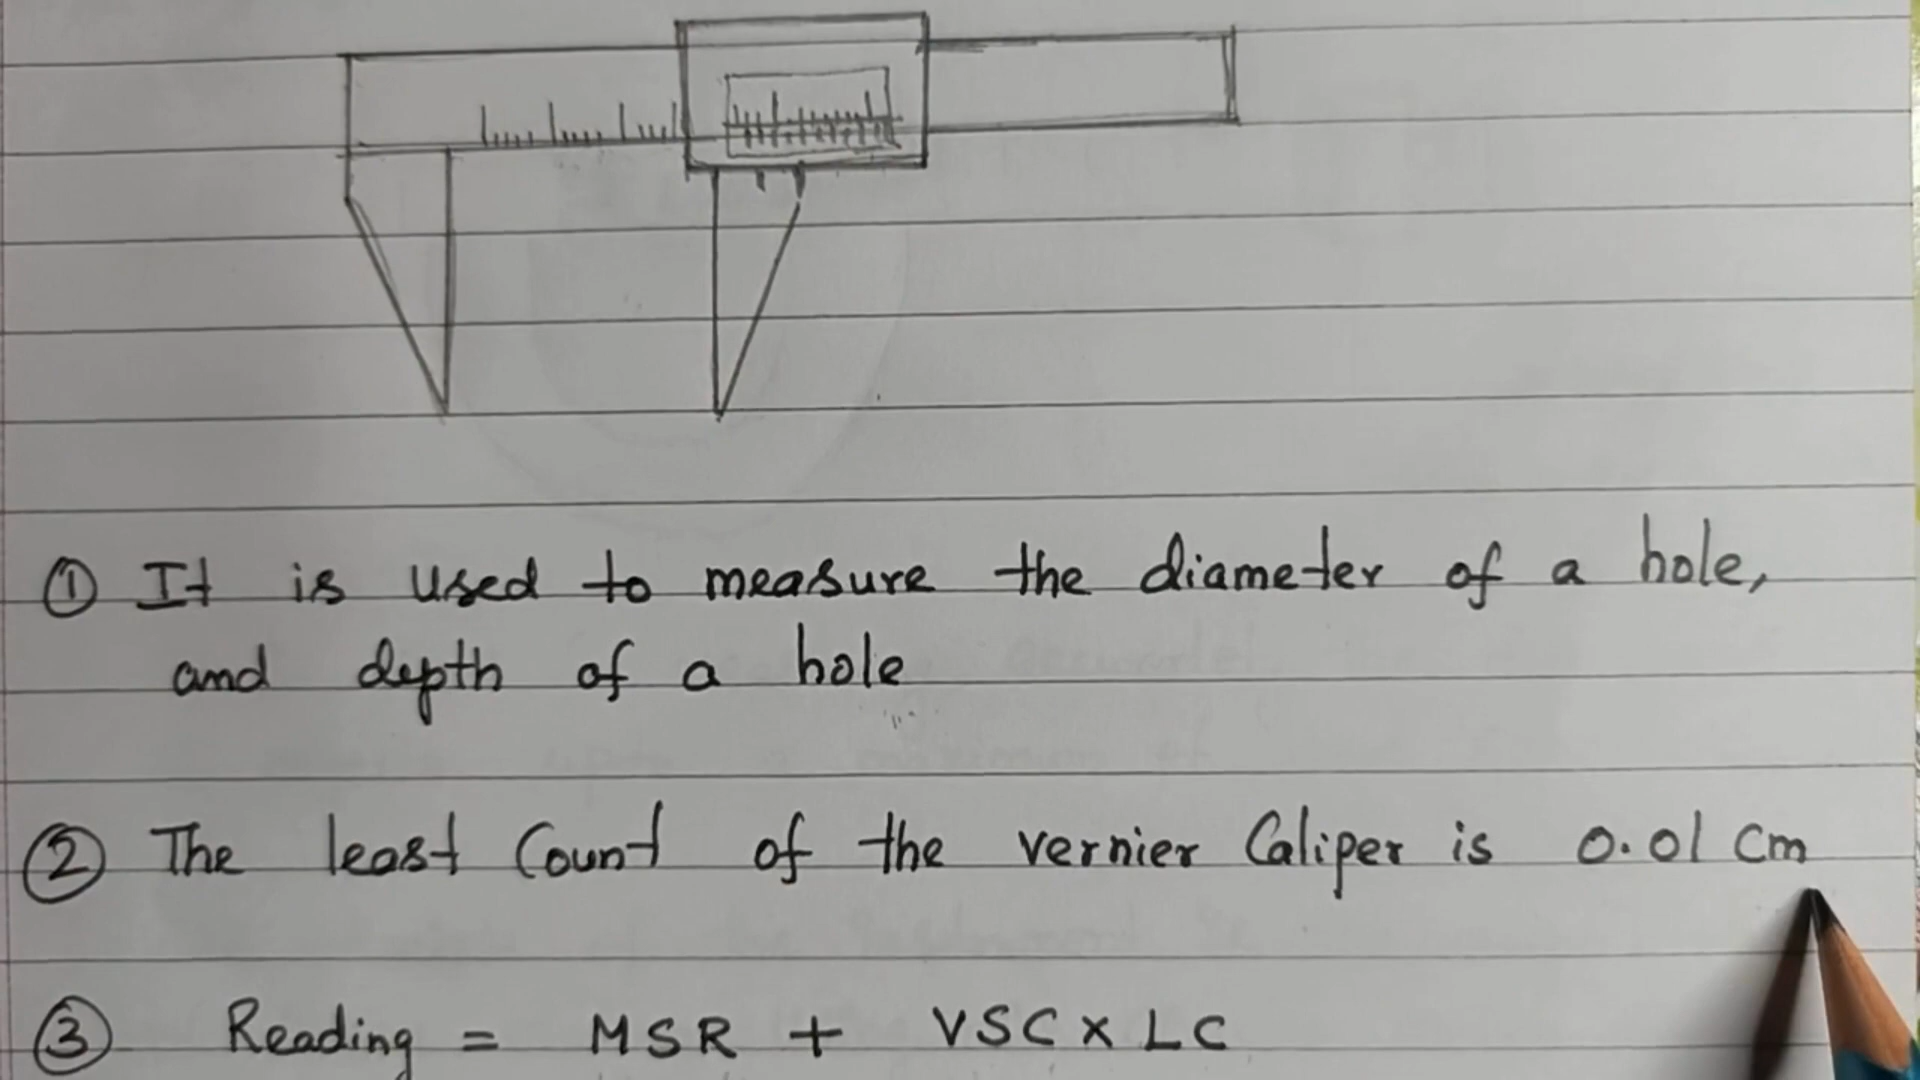 ① It is used to measure the diameter of a hole,
and depth of a hole
② The least Count of the vernier Caliper is 0.01 cm
③ Reading = MSR + VSC X LC